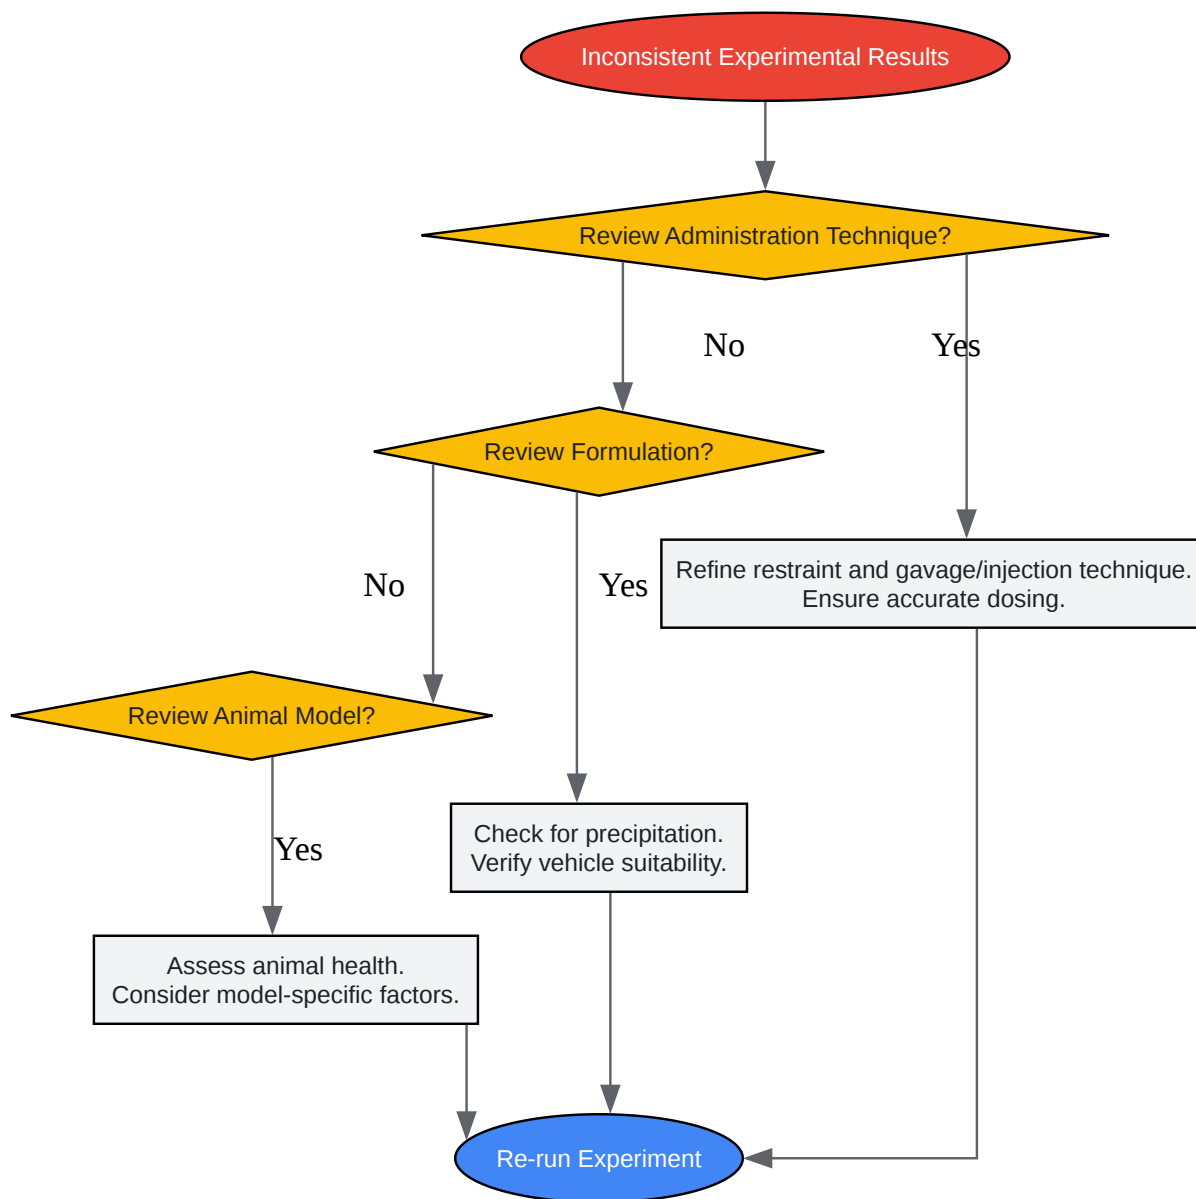 Inconsistent Experimental Results
Review Administration Technique?
No
Yes
Review Formulation?
No
Yes
Refine restraint and gavage/injection technique.
Ensure accurate dosing.
Review Animal Model?
Yes
Check for precipitation.
Verify vehicle suitability.
Assess animal health.
Consider model-specific factors.
Re-run Experiment